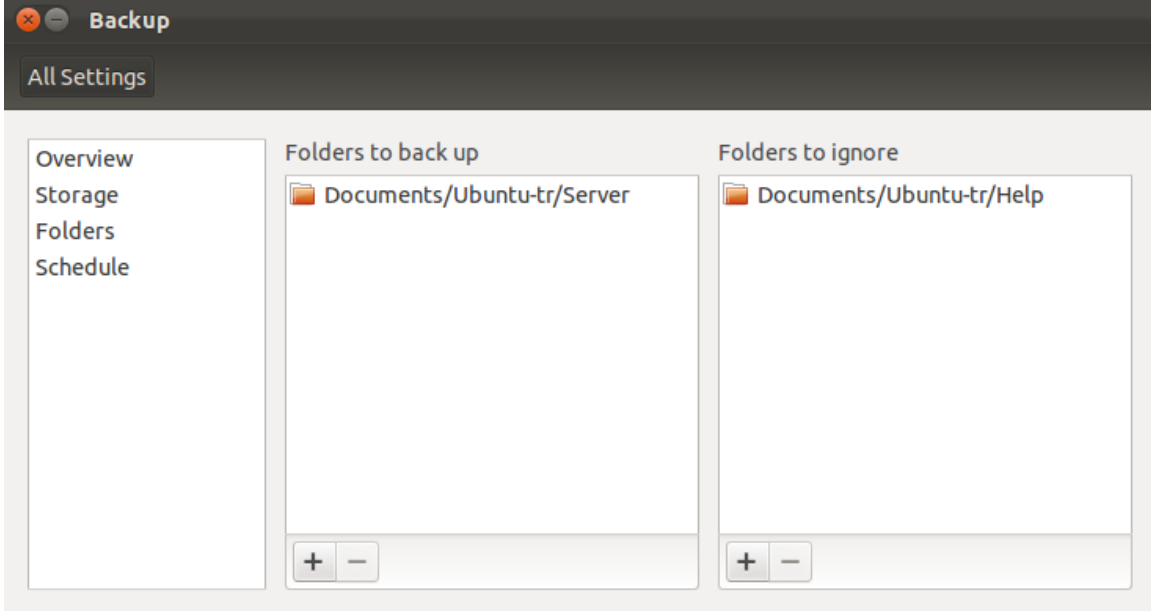 Backup
All Settings
Overview
Storage
Folders
Schedule
Folders to back up
Documents/Ubuntu-tr/Server
Folders to ignore
Documents/Ubuntu-tr/Help